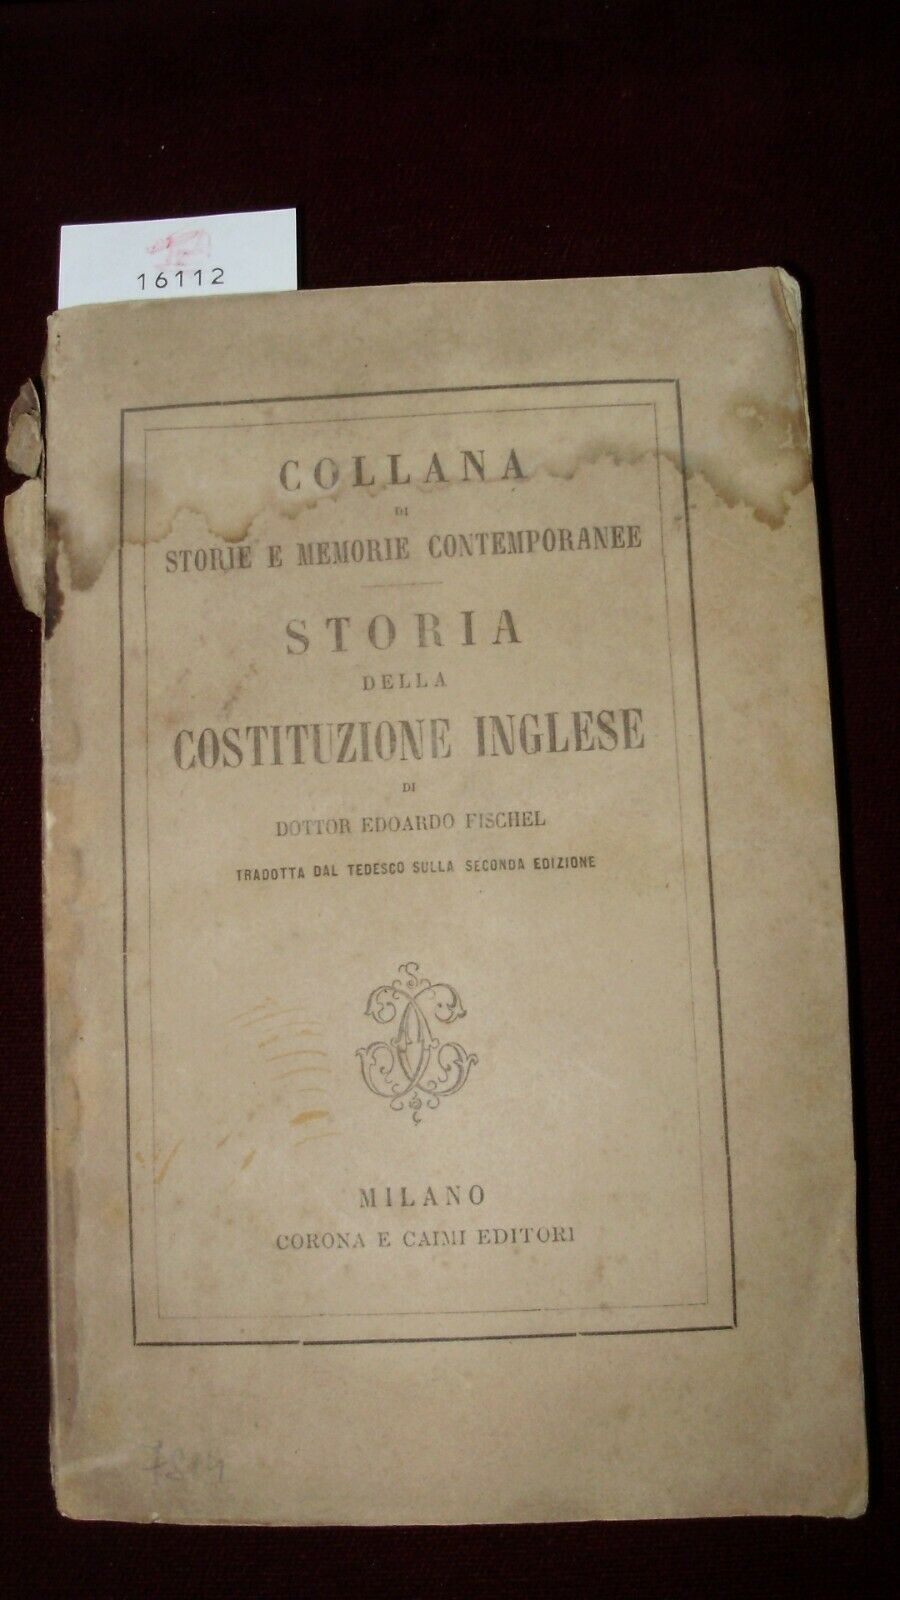 16112
COLLANA
DI
STORIE E MEMORIE CONTEMPORANEE
STORIA
DELLA
COSTITUZIONE INGLESE
DI
DOTTOR EDOARDO FISCHEL
TRADOTTA DAL TEDESCO SULLA SECONDA EDIZIONE
MILANO
CORONA E CAIMI EDITORI